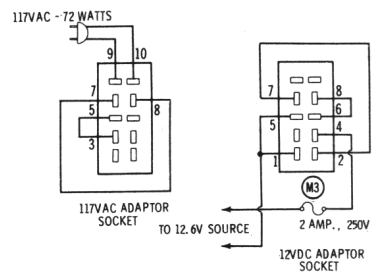 117VAC - 72 WATTS
9 10
7
5
8
3
117VAC ADAPTOR
SOCKET
7 8
6
5
4
1 2
M3
TO 12.6V SOURCE
2 AMP., 250V
12VDC ADAPTOR
SOCKET